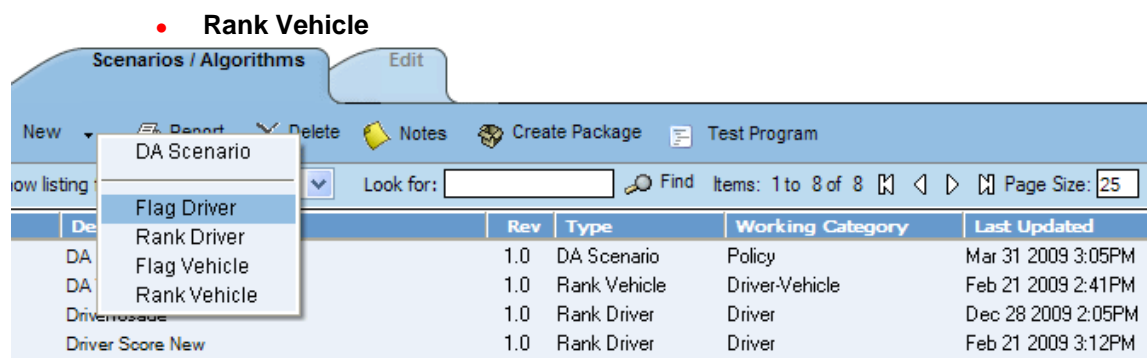 • Rank Vehicle
Scenarios / Algorithms Edit
New Report Delete Notes Create Package Test Program
DA Scenario
ow listing Look for: Find Items: 1 to 8 of 8 Page Size: 25
Flag Driver
Rank Driver
Flag Vehicle
Rank Vehicle
De Rev Type Working Category Last Updated
DA 1.0 DA Scenario Policy Mar 31 2009 3:05PM
DA 1.0 Rank Vehicle Driver-Vehicle Feb 21 2009 2:41PM
1.0 Rank Driver Driver Dec 28 2009 2:05PM
Driver Score New 1.0 Rank Driver Driver Feb 21 2009 3:12PM